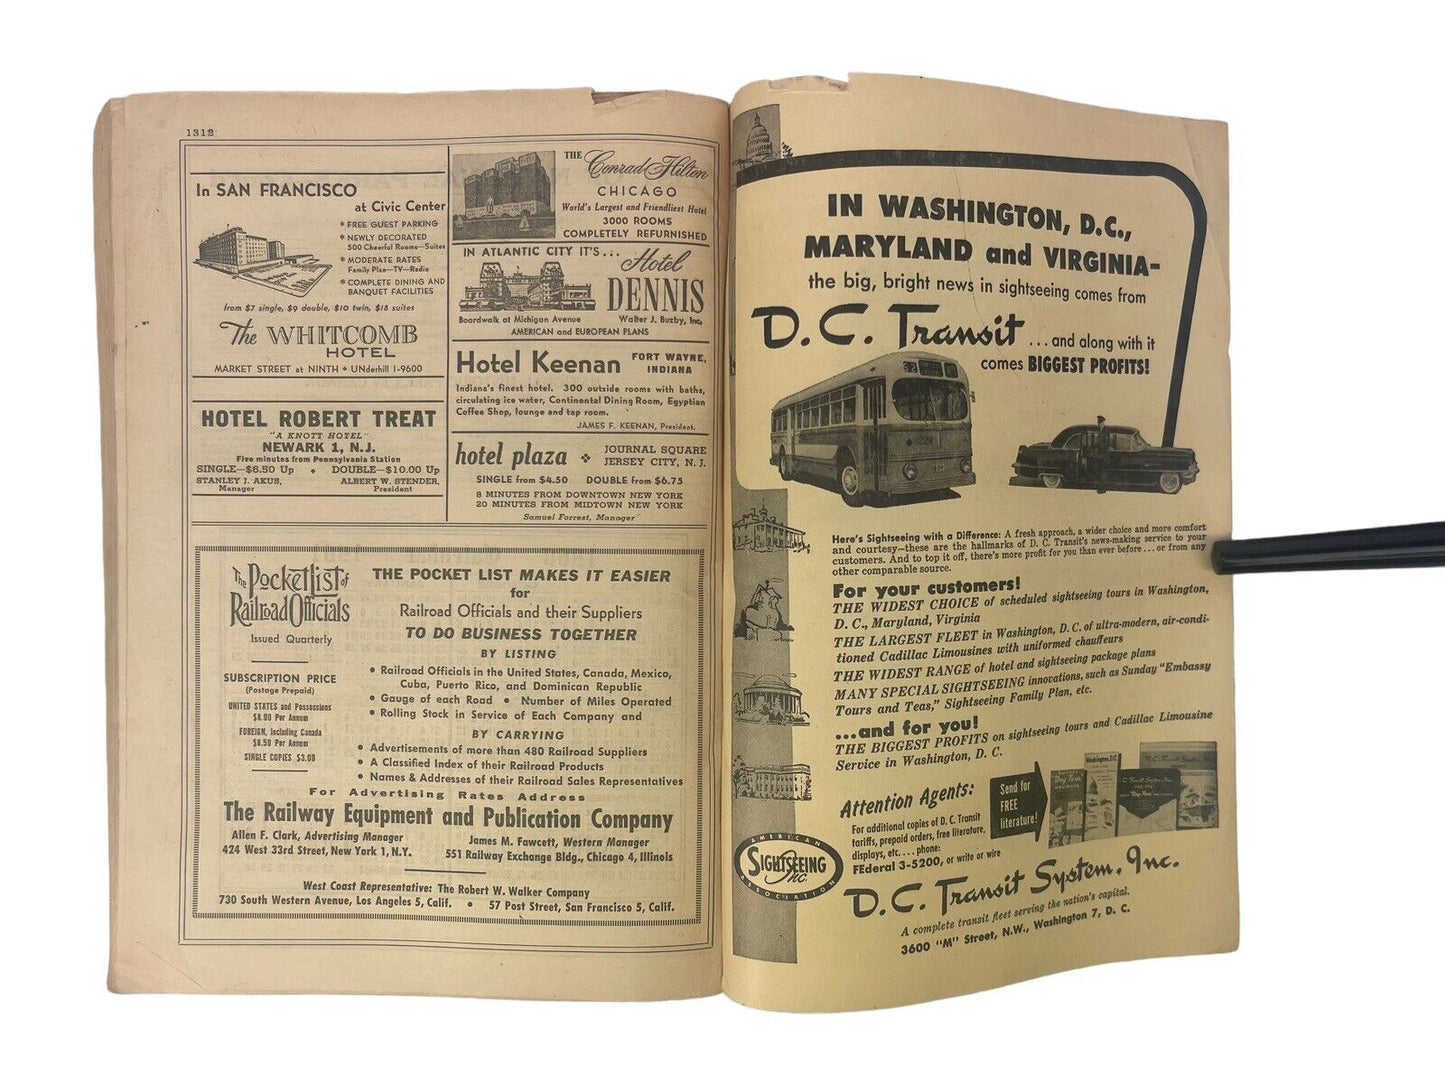 1312
In SAN FRANCISCO
at Civic Center
* FREE GUEST PARKING
* NEWLY DECORATED
500 Cheerful Rooms—Suites
* MODERATE RATES
Family Plan—TV—Radio
* COMPLETE DINING AND
BANQUET FACILITIES
from $7 single, $9 double, $10 twin, $18 suites
The WHITCOMB
HOTEL
MARKET STREET at NINTH • UNderhill 1-9600
HOTEL ROBERT TREAT
"A KNOTT HOTEL"
NEWARK 1, N.J.
Five minutes from Pennsylvania Station
SINGLE—$6.50 Up • DOUBLE—$10.00 Up
STANLEY J. AKUS, ALBERT W. STENDER,
Manager President
THE Conrad Hilton
CHICAGO
World's Largest and Friendliest Hotel
3000 ROOMS
COMPLETELY REFURNISHED
IN ATLANTIC CITY IT'S...
Hotel
DENNIS
Boardwalk at Michigan Avenue Walter J. Buzby, Inc.
AMERICAN and EUROPEAN PLANS
Hotel Keenan FORT WAYNE,
INDIANA
Indiana's finest hotel. 300 outside rooms with baths,
circulating ice water, Continental Dining Room, Egyptian
Coffee Shop, lounge and tap room.
JAMES F. KEENAN, President.
hotel plaza JOURNAL SQUARE
JERSEY CITY, N. J.
SINGLE from $4.50 DOUBLE from $6.75
8 MINUTES FROM DOWNTOWN NEW YORK
20 MINUTES FROM MIDTOWN NEW YORK
Samuel Forrest, Manager
The Pocket List of
Railroad Officials
Issued Quarterly
SUBSCRIPTION PRICE
(Postage Prepaid)
UNITED STATES and Possessions
$8.00 Per Annum
FOREIGN, Including Canada
$8.50 Per Annum
SINGLE COPIES $3.00
THE POCKET LIST MAKES IT EASIER
for
Railroad Officials and their Suppliers
TO DO BUSINESS TOGETHER
BY LISTING
• Railroad Officials in the United States, Canada, Mexico,
Cuba, Puerto Rico, and Dominican Republic
• Gauge of each Road • Number of Miles Operated
• Rolling Stock in Service of Each Company and
BY CARRYING
• Advertisements of more than 480 Railroad Suppliers
• A Classified Index of their Railroad Products
• Names & Addresses of their Railroad Sales Representatives
For Advertising Rates Address
The Railway Equipment and Publication Company
Allen F. Clark, Advertising Manager James M. Fawcett, Western Manager
424 West 33rd Street, New York 1, N.Y. 551 Railway Exchange Bldg., Chicago 4, Illinois
West Coast Representative: The Robert W. Walker Company
730 South Western Avenue, Los Angeles 5, Calif. • 57 Post Street, San Francisco 5, Calif.
IN WASHINGTON, D.C.,
MARYLAND and VIRGINIA-
the big, bright news in sightseeing comes from
D.C. Transit ...and along with it
comes BIGGEST PROFITS!
Here's Sightseeing with a Difference: A fresh approach, a wider choice and more comfort
and courtesy—these are the hallmarks of D. C. Transit's news-making service to your
customers. And to top it off, there's more profit for you than ever before...or from any
other comparable source.
For your customers!
THE WIDEST CHOICE of scheduled sightseeing tours in Washington,
D. C., Maryland, Virginia
THE LARGEST FLEET in Washington, D.C. of ultra-modern, air-condi-
tioned Cadillac Limousines with uniformed chauffeurs
THE WIDEST RANGE of hotel and sightseeing package plans
MANY SPECIAL SIGHTSEEING innovations, such as Sunday "Embassy
Tours and Teas," Sightseeing Family Plan, etc.
...and for you!
THE BIGGEST PROFITS on sightseeing tours and Cadillac Limousine
Service in Washington, D. C.
Attention Agents:
For additional copies of D. C. Transit
tariffs, prepaid orders, free literature,
displays, etc.... phone:
FEderal 3-5200, or write or wire
Send for
FREE
literature!
AMERICAN
SIGHTSEEING
Inc.
ASSOCIATION
D.C. Transit System, Inc.
A complete transit fleet serving the nation's capital.
3600 "M" Street, N.W., Washington 7, D. C.